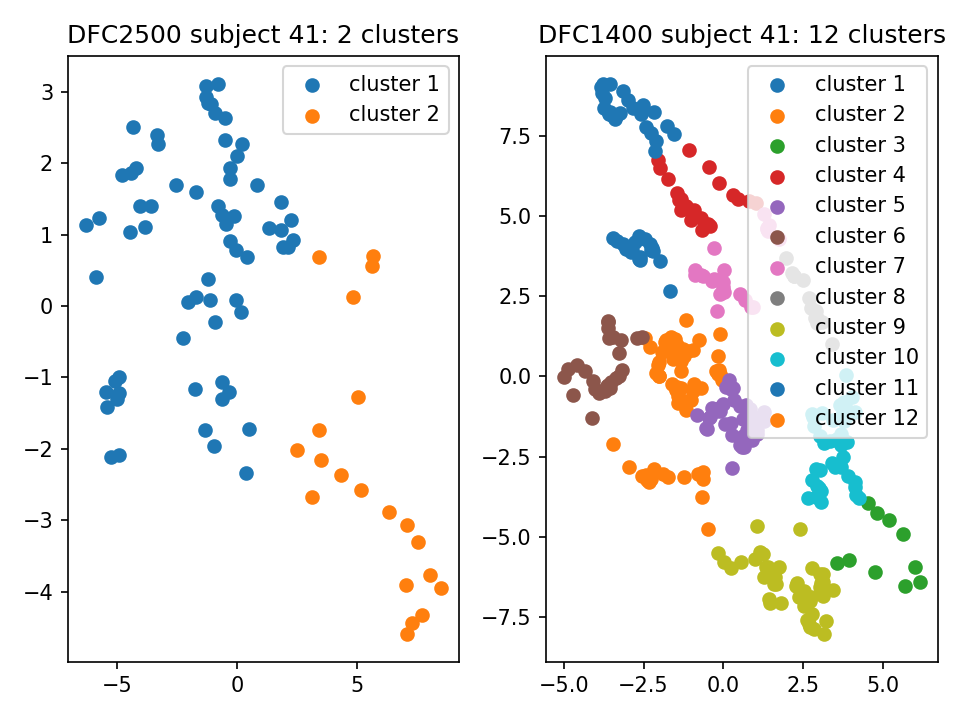 DFC2500 subject 41: 2 clusters
cluster 1
cluster 2
3
2
1
0
−1
−2
−3
−4
−5
0
5
DFC1400 subject 41: 12 clusters
cluster 1
cluster 2
cluster 3
cluster 4
cluster 5
cluster 6
cluster 7
cluster 8
cluster 9
cluster 10
cluster 11
cluster 12
7.5
5.0
2.5
0.0
−2.5
−5.0
−7.5
−5.0
−2.5
0.0
2.5
5.0